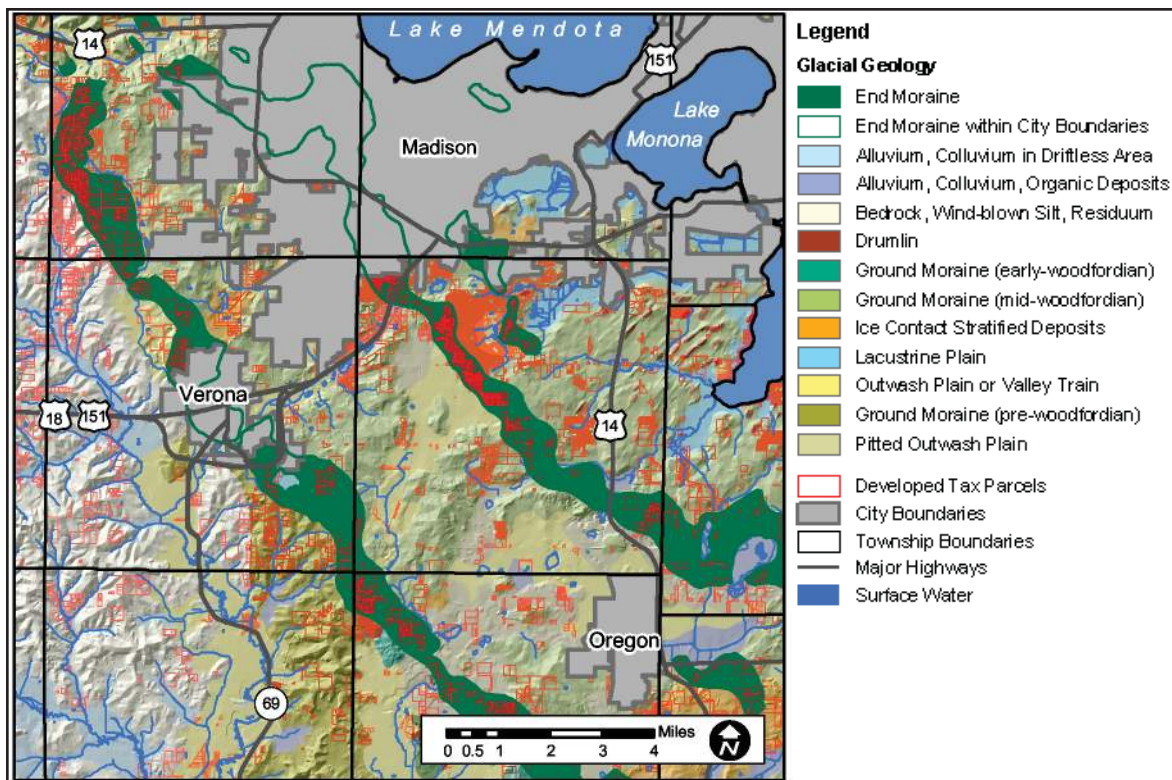 Lake Mendota
14
151
Lake
Monona
Madison
Verona
18
151
14
Oregon
69
Miles
0 0.5 1 2 3 4
N
Legend
Glacial Geology
End Moraine
End Moraine within City Boundaries
Alluvium, Colluvium in Driftless Area
Alluvium, Colluvium, Organic Deposits
Bedrock, Wind-blown Silt, Residuum
Drumlin
Ground Moraine (early-woodfordian)
Ground Moraine (mid-woodfordian)
Ice Contact Stratified Deposits
Lacustrine Plain
Outwash Plain or Valley Train
Ground Moraine (pre-woodfordian)
Pitted Outwash Plain
Developed Tax Parcels
City Boundaries
Township Boundaries
Major Highways
Surface Water